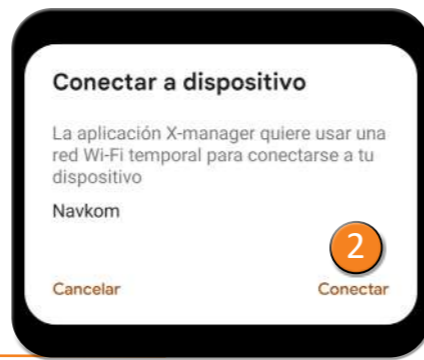 Conectar a dispositivo
La aplicación X-manager quiere usar una
red Wi-Fi temporal para conectarse a tu
dispositivo
Navkom
2
Cancelar Conectar